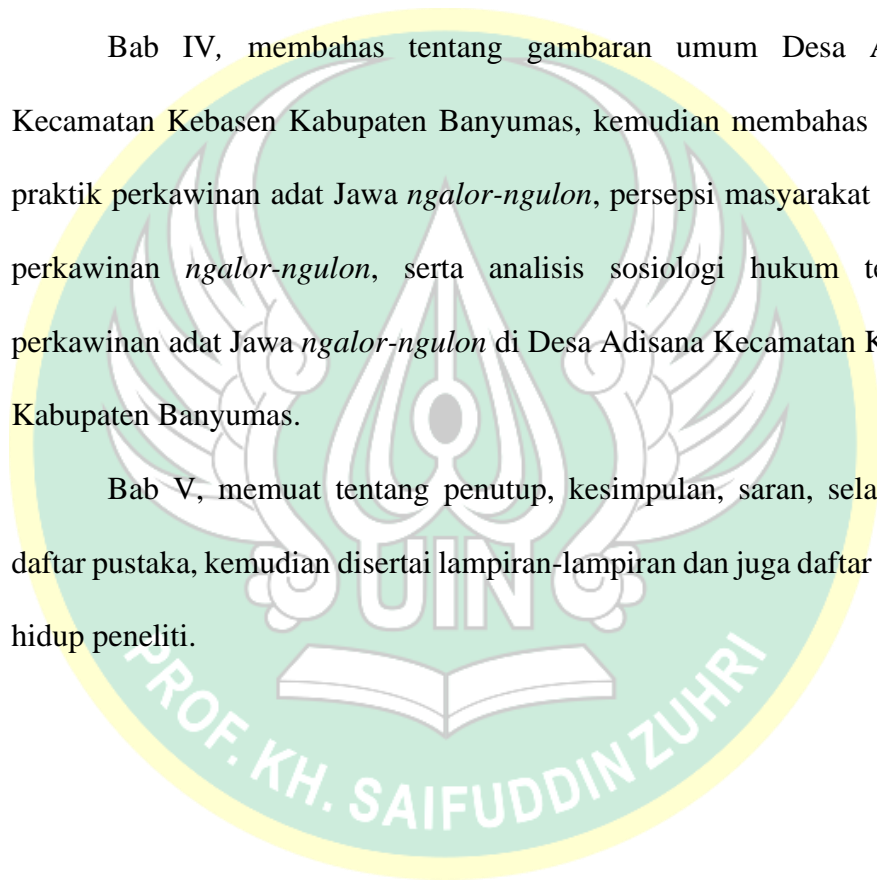 Bab IV, membahas tentang gambaran umum Desa
Kecamatan Kebasen Kabupaten Banyumas, kemudian membahas
praktik perkawinan adat Jawa ngalor-ngulon, persepsi masyarakat
perkawinan ngalor-ngulon, serta analisis sosiologi hukum
perkawinan adat Jawa ngalor-ngulon di Desa Adisana Kecamatan
Kabupaten Banyumas.
Bab V, memuat tentang penutup, kesimpulan, saran,
daftar pustaka, kemudian disertai lampiran-lampiran dan juga daftar
hidup peneliti.
UIN
PROF. KH. SAIFUDDIN ZUHRI